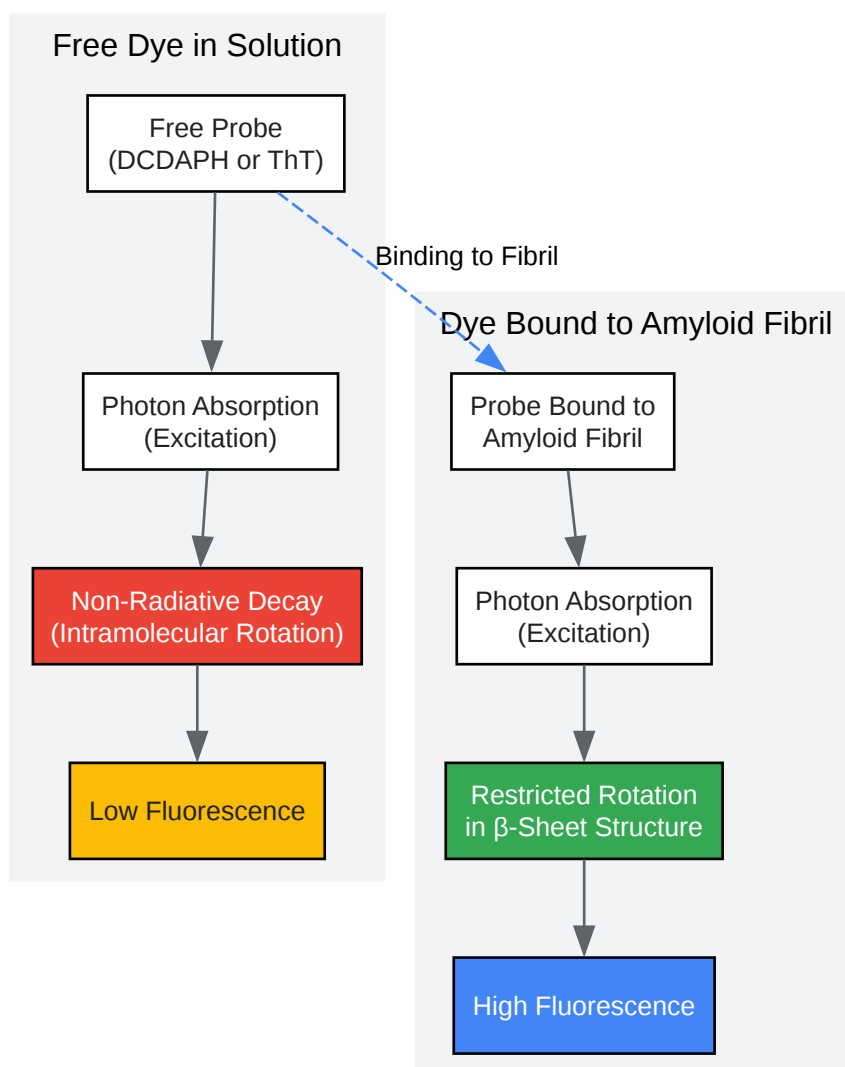 Free Dye in Solution
Free Probe
(DCDAPH or ThT)
Binding to Fibril
Dye Bound to Amyloid Fibril
Photon Absorption
(Excitation)
Probe Bound to
Amyloid Fibril
Non-Radiative Decay
(Intramolecular Rotation)
Photon Absorption
(Excitation)
Low Fluorescence
Restricted Rotation
in β-Sheet Structure
High Fluorescence